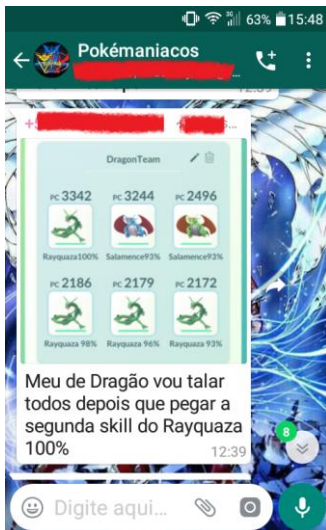 63% 15:48
Pokémaniacos
DragonTeam
PC 3342 PC 3244 PC 2496
Rayquaza100% Salamence93% Salamence93%
PC 2186 PC 2179 PC 2172
Rayquaza 98% Rayquaza 96% Rayquaza 93%
Meu de Dragão vou talar
todos depois que pegar a
segunda skill do Rayquaza
100%
12:39
8
Digite aqui...